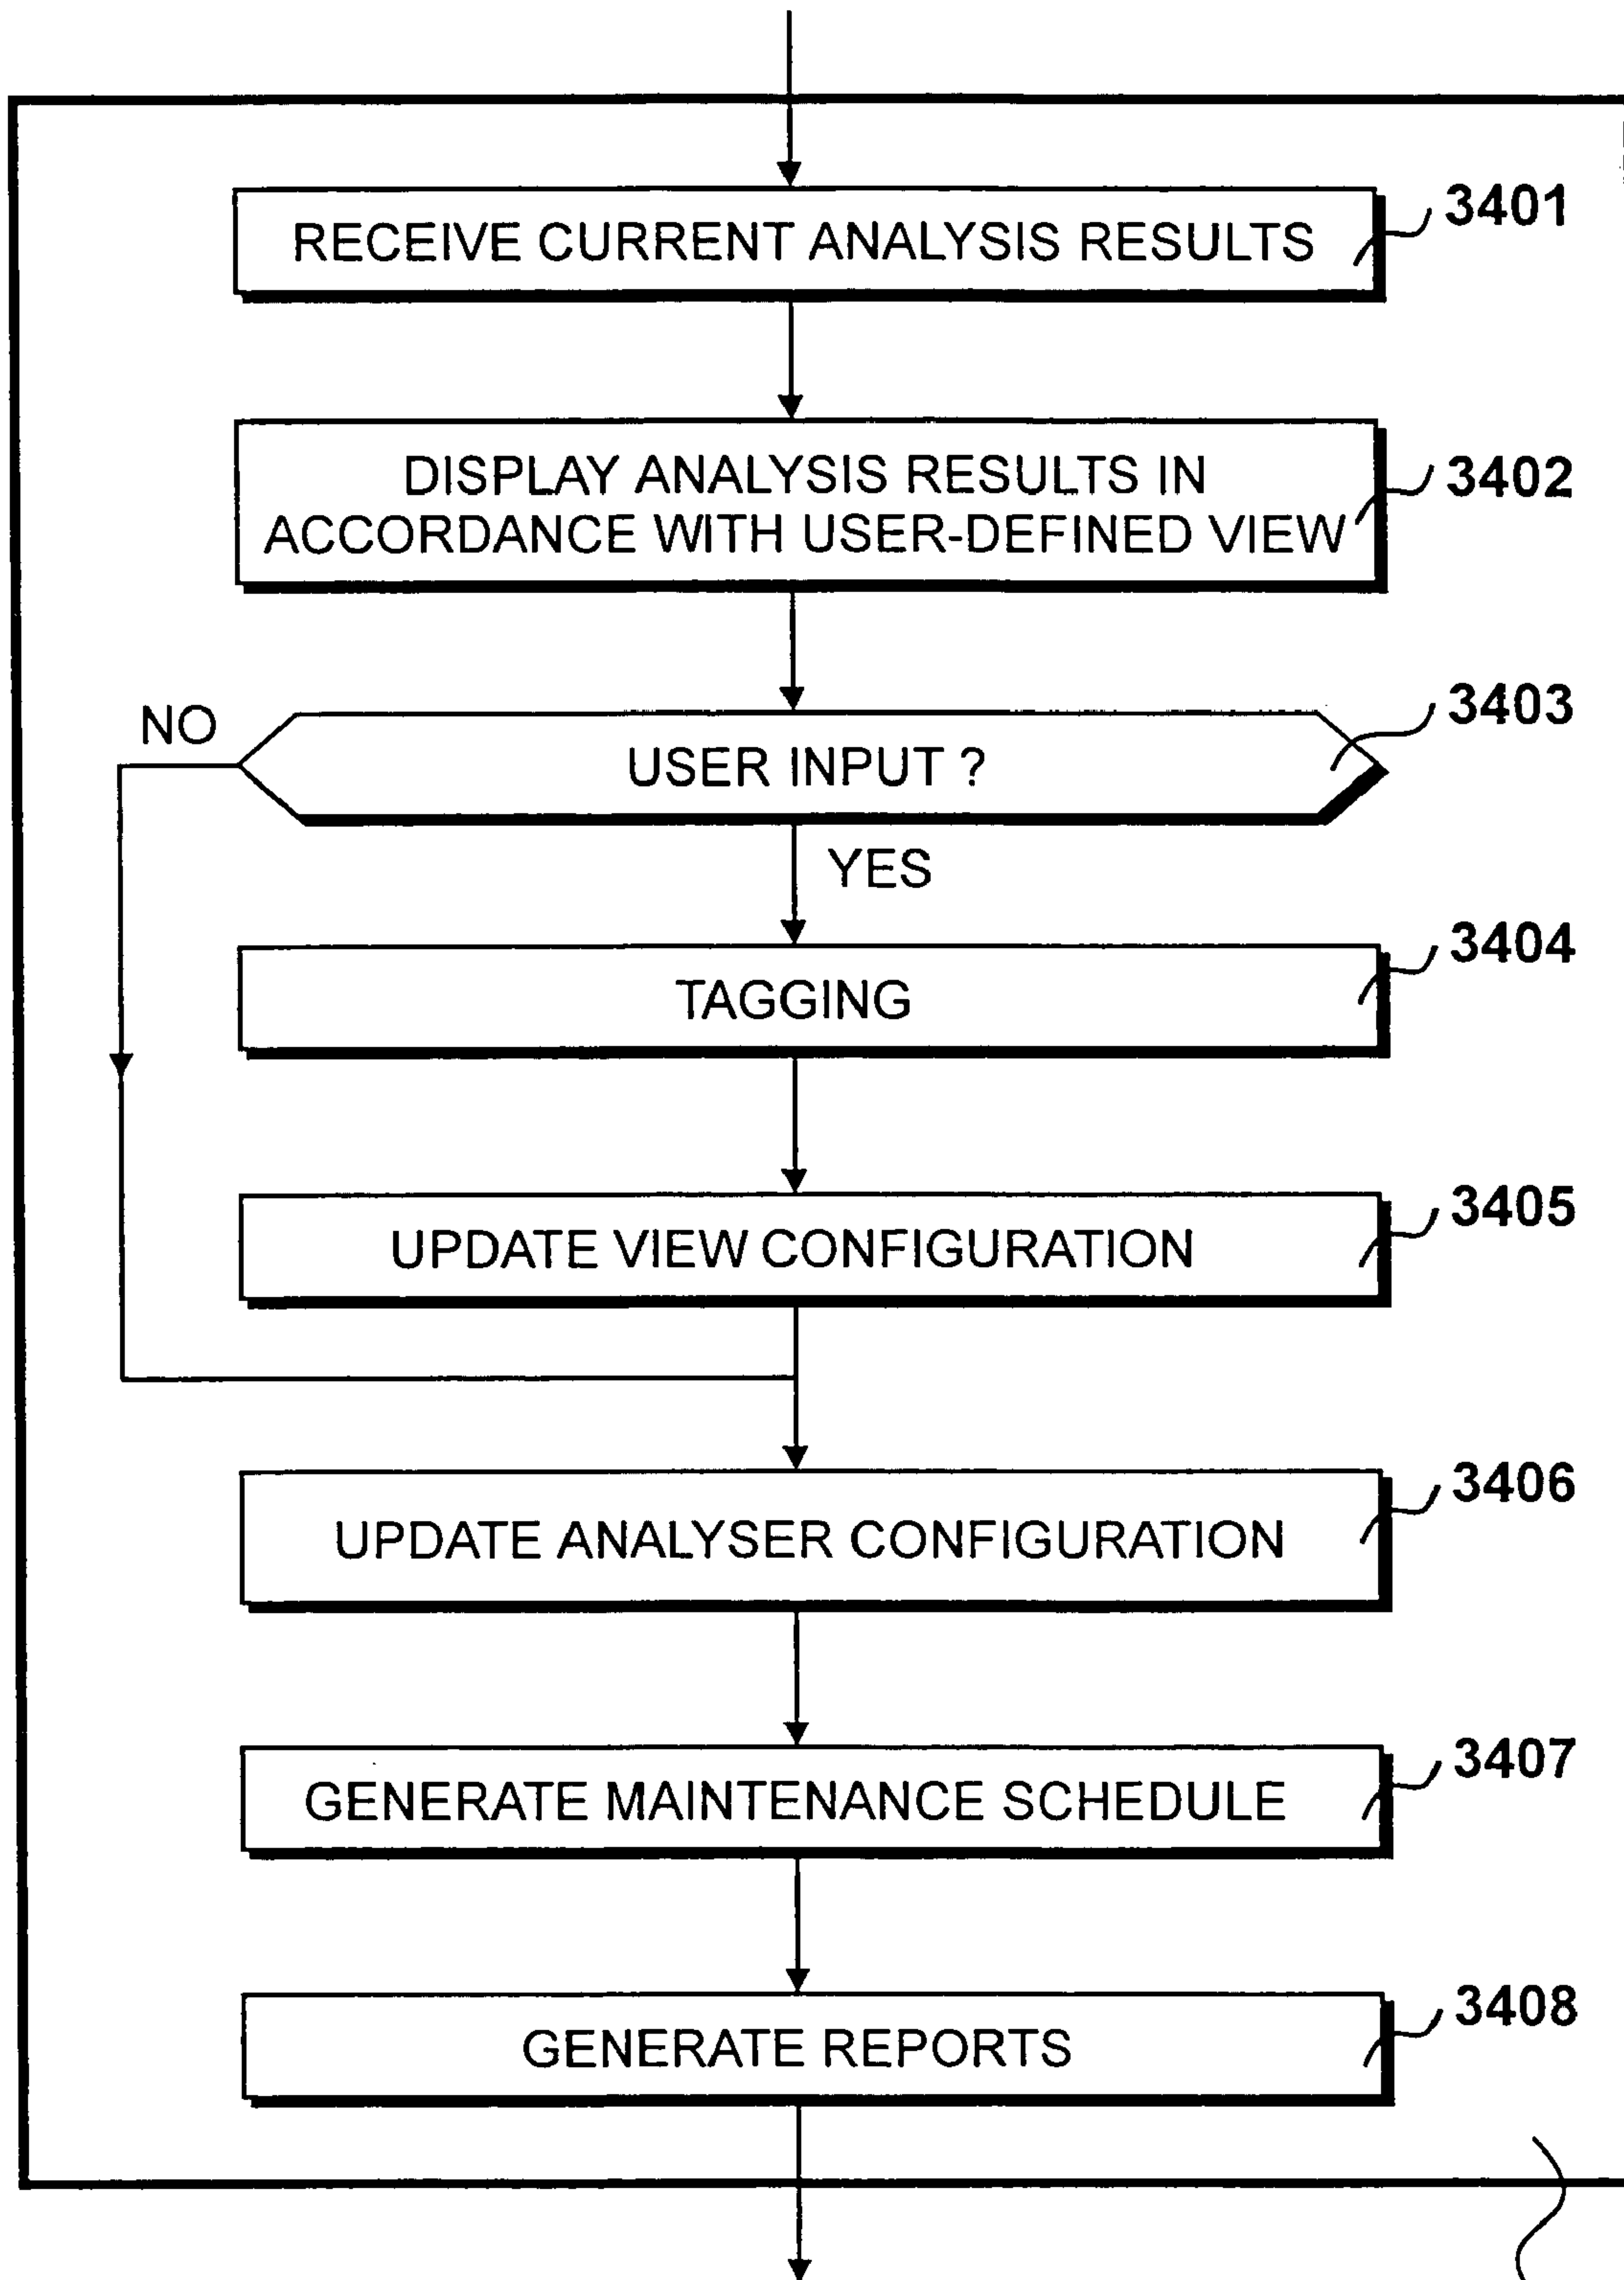 RECEIVE CURRENT ANALYSIS RESULTS
3401
DISPLAY ANALYSIS RESULTS IN
ACCORDANCE WITH USER-DEFINED VIEW
3402
NO
USER INPUT ?
3403
YES
TAGGING
3404
UPDATE VIEW CONFIGURATION
3405
UPDATE ANALYSER CONFIGURATION
3406
GENERATE MAINTENANCE SCHEDULE
3407
GENERATE REPORTS
3408